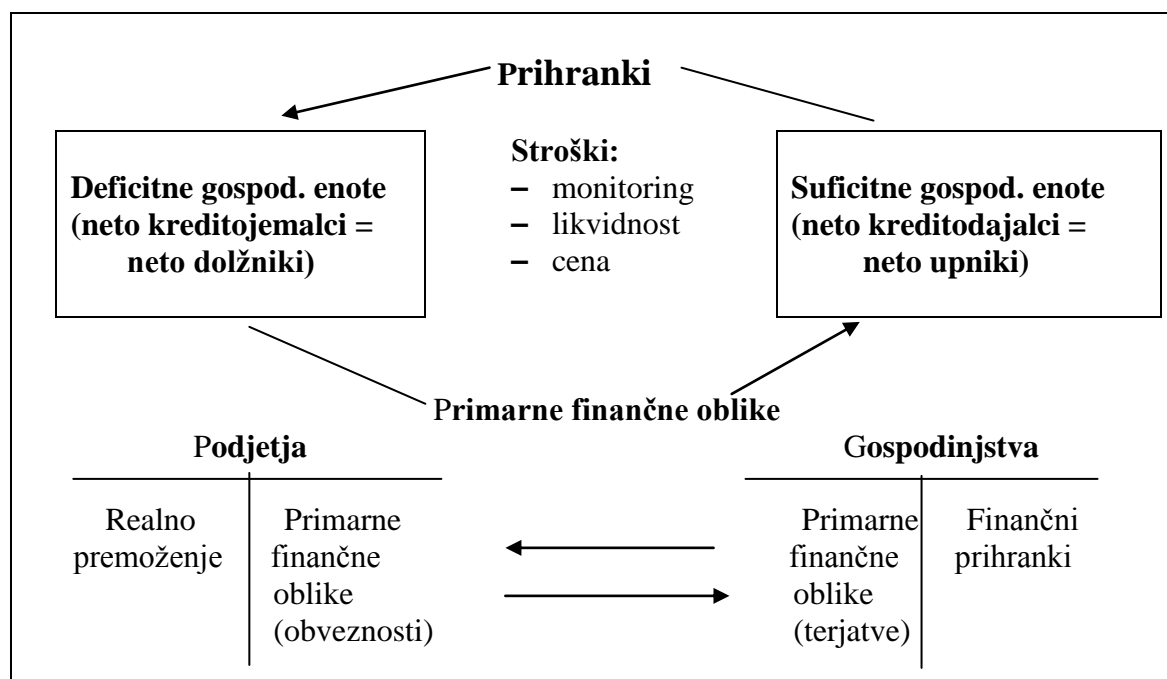 Prihranki
Deficitne gospod. enote
(neto kreditojemalci =
neto dolžniki)
Stroški:
– monitoring
– likvidnost
– cena
Suficitne gospod. enote
(neto kreditodajalci =
neto upniki)
Primarne finančne oblike
Podjetja
Realno
premoženje
Primarne
finančne
oblike
(obveznosti)
Gospodinjstva
Primarne
finančne
oblike
(terjatve)
Finančni
prihranki